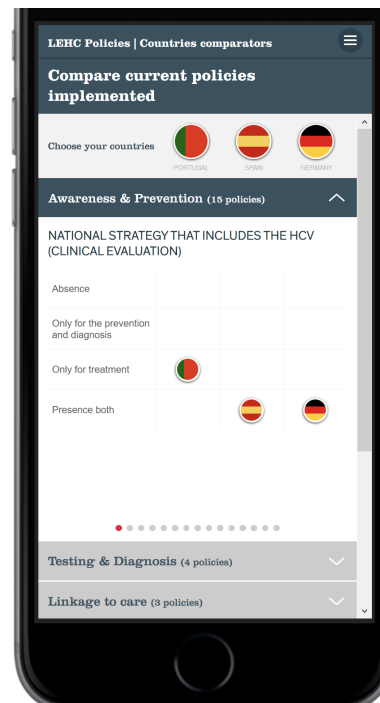 LEHC Policies | Countries comparators
Compare current policies
implemented
Choose your countries
PORTUGAL
SPAIN
GERMANY
Awareness & Prevention (15 policies)
NATIONAL STRATEGY THAT INCLUDES THE HCV
(CLINICAL EVALUATION)
Absence
Only for the prevention
and diagnosis
Only for treatment
Presence both
Testing & Diagnosis (4 policies)
Linkage to care (3 policies)